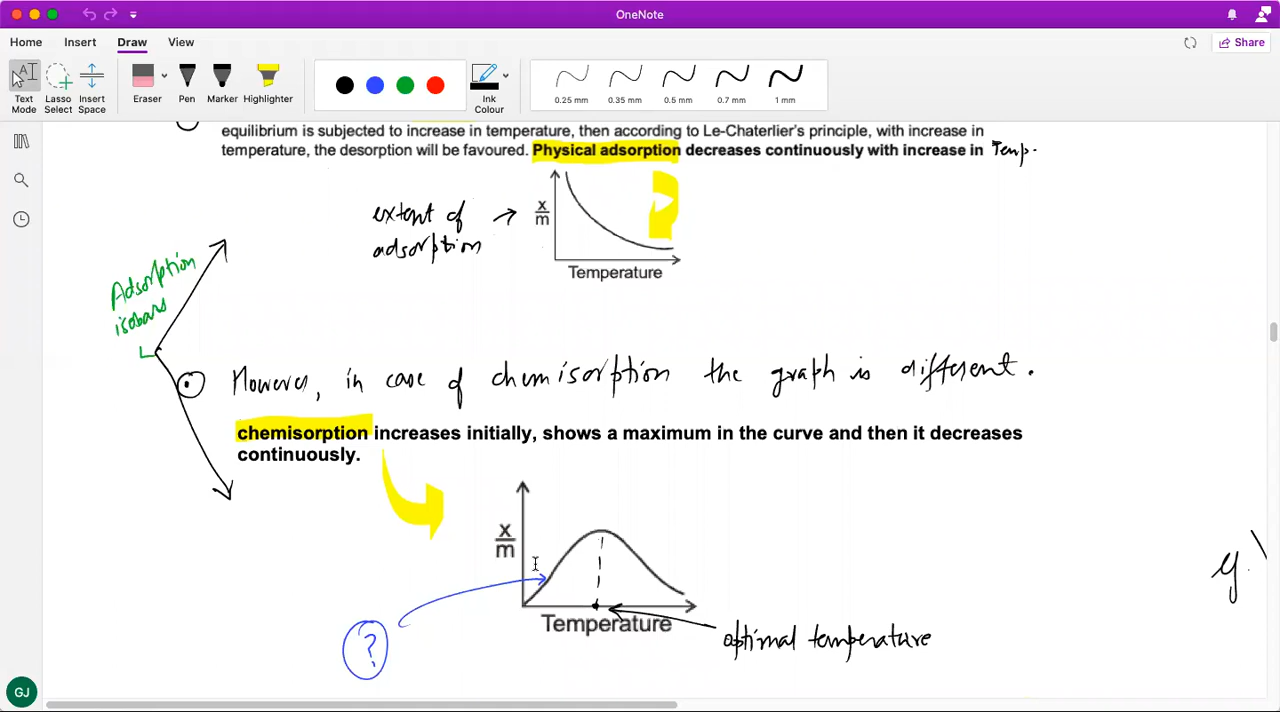 OneNote
Home Insert Draw View
Share
Text Mode
Lasso Select
Insert Space
Eraser
Pen
Marker
Highlighter
Ink Colour
0.25 mm
0.35 mm
0.5 mm
0.7 mm
1 mm
equilibrium is subjected to increase in temperature, then according to Le-Chaterlier's principle, with increase in
temperature, the desorption will be favoured. Physical adsorption decreases continuously with increase in Temp.
extent of
adsorption
x
m
Temperature
Adsorption
isobars
However, in case of chemisorption the graph is different.
chemisorption increases initially, shows a maximum in the curve and then it decreases
continuously.
x
m
Temperature
?
optimal temperature
y.
GJ